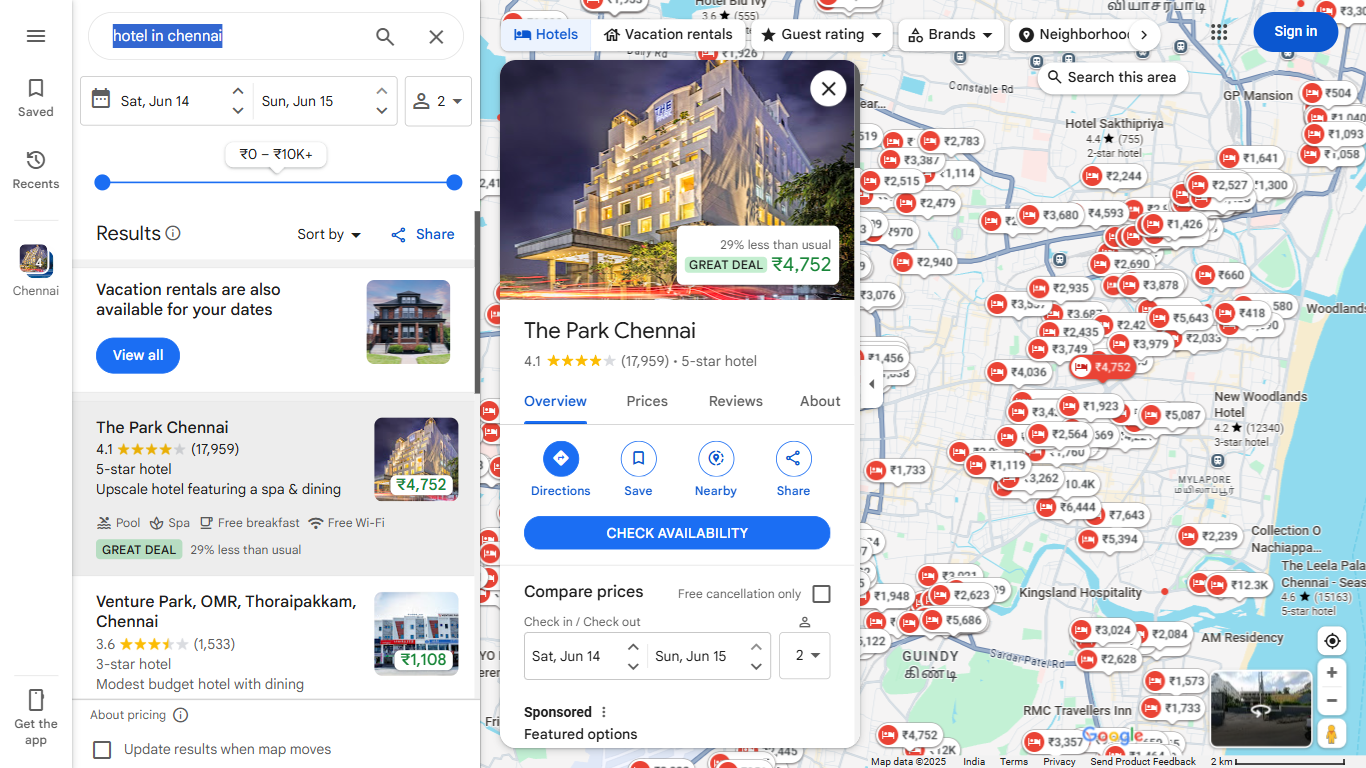 Saved
Recents
Chennai
Get the
app
hotel in chennai
Sat, Jun 14
Sun, Jun 15
2
₹0 – ₹10K+
Results
Sort by
Share
Vacation rentals are also
available for your dates
View all
The Park Chennai
4.1 (17,959)
5-star hotel
Upscale hotel featuring a spa & dining
₹4,752
Pool Spa Free breakfast Free Wi-Fi
GREAT DEAL 29% less than usual
Venture Park, OMR, Thoraipakkam,
Chennai
3.6 (1,533)
3-star hotel
Modest budget hotel with dining
₹1,108
About pricing
Update results when map moves
Hotels
Vacation rentals
Guest rating
Brands
Sign in
Search this area
THE
PARK
29% less than usual
GREAT DEAL ₹4,752
The Park Chennai
4.1 (17,959) • 5-star hotel
Overview
Prices
Reviews
About
Directions
Save
Nearby
Share
CHECK AVAILABILITY
Compare prices
Free cancellation only
Check in / Check out
Sat, Jun 14
Sun, Jun 15
2
Sponsored
Featured options
3.6 (555)
₹1,926
Constable Rd
GP Mansion
₹504
₹1,093
₹1,058
Hotel Sakthipriya
4.4 (755)
2-star hotel
₹2,783
₹3,387
₹1,114
₹2,515
₹2,244
₹1,641
₹2,527
₹1,300
₹2,479
₹3,680
₹4,593
₹1,426
₹970
₹2,940
₹2,690
₹660
₹3,076
₹2,935
₹3,878
₹5,643
₹418
Woodlands
₹2,435
₹3,749
₹3,979
₹2,033
₹1,456
₹4,036
₹4,752
New Woodlands
Hotel
4.2 (12340)
3-star hotel
₹1,923
₹5,087
₹2,564
₹1,733
₹1,119
₹1,760
₹3,262
MYLAPORE
மயிலாப்பூர்
₹6,444
₹7,643
₹5,394
₹2,239
Collection O
Nachiappa...
The Leela Pala
Chennai - Seas
4.6 (15163)
5-star hotel
₹12.3K
₹1,948
₹2,623
Kingsland Hospitality
₹5,686
₹3,024
₹2,084
AM Residency
₹2,628
GUINDY
கிண்டி
Sardar Patel Rd
₹1,573
₹1,733
RMC Travellers Inn
₹4,752
₹3,357
Google
Map data ©2025 India Terms Privacy Send Product Feedback 2 km